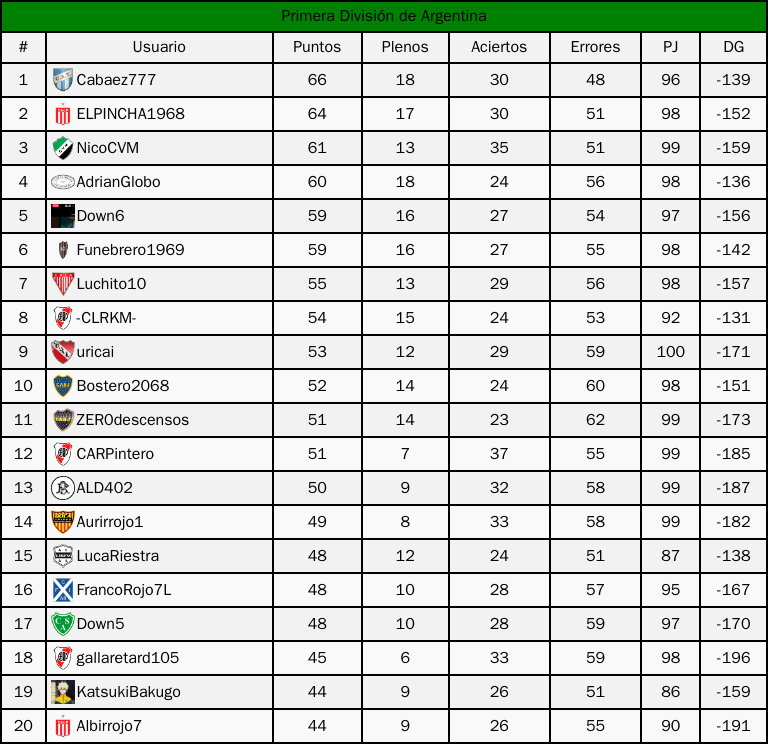 Primera División de Argentina
# Usuario Puntos Plenos Aciertos Errores PJ DG
1 Cabaez777 66 18 30 48 96 -139
2 ELPINCHA1968 64 17 30 51 98 -152
3 NicoCVM 61 13 35 51 99 -159
4 AdrianGlobo 60 18 24 56 98 -136
5 Down6 59 16 27 54 97 -156
6 Funebrero1969 59 16 27 55 98 -142
7 Luchito10 55 13 29 56 98 -157
8 -CLRKM- 54 15 24 53 92 -131
9 uricai 53 12 29 59 100 -171
10 Bostero2068 52 14 24 60 98 -151
11 ZER0descensos 51 14 23 62 99 -173
12 CARPintero 51 7 37 55 99 -185
13 ALD402 50 9 32 58 99 -187
14 Aurirrojo1 49 8 33 58 99 -182
15 LucaRiestra 48 12 24 51 87 -138
16 FrancoRojo7L 48 10 28 57 95 -167
17 Down5 48 10 28 59 97 -170
18 gallaretard105 45 6 33 59 98 -196
19 KatsukiBakugo 44 9 26 51 86 -159
20 Albirrojo7 44 9 26 55 90 -191